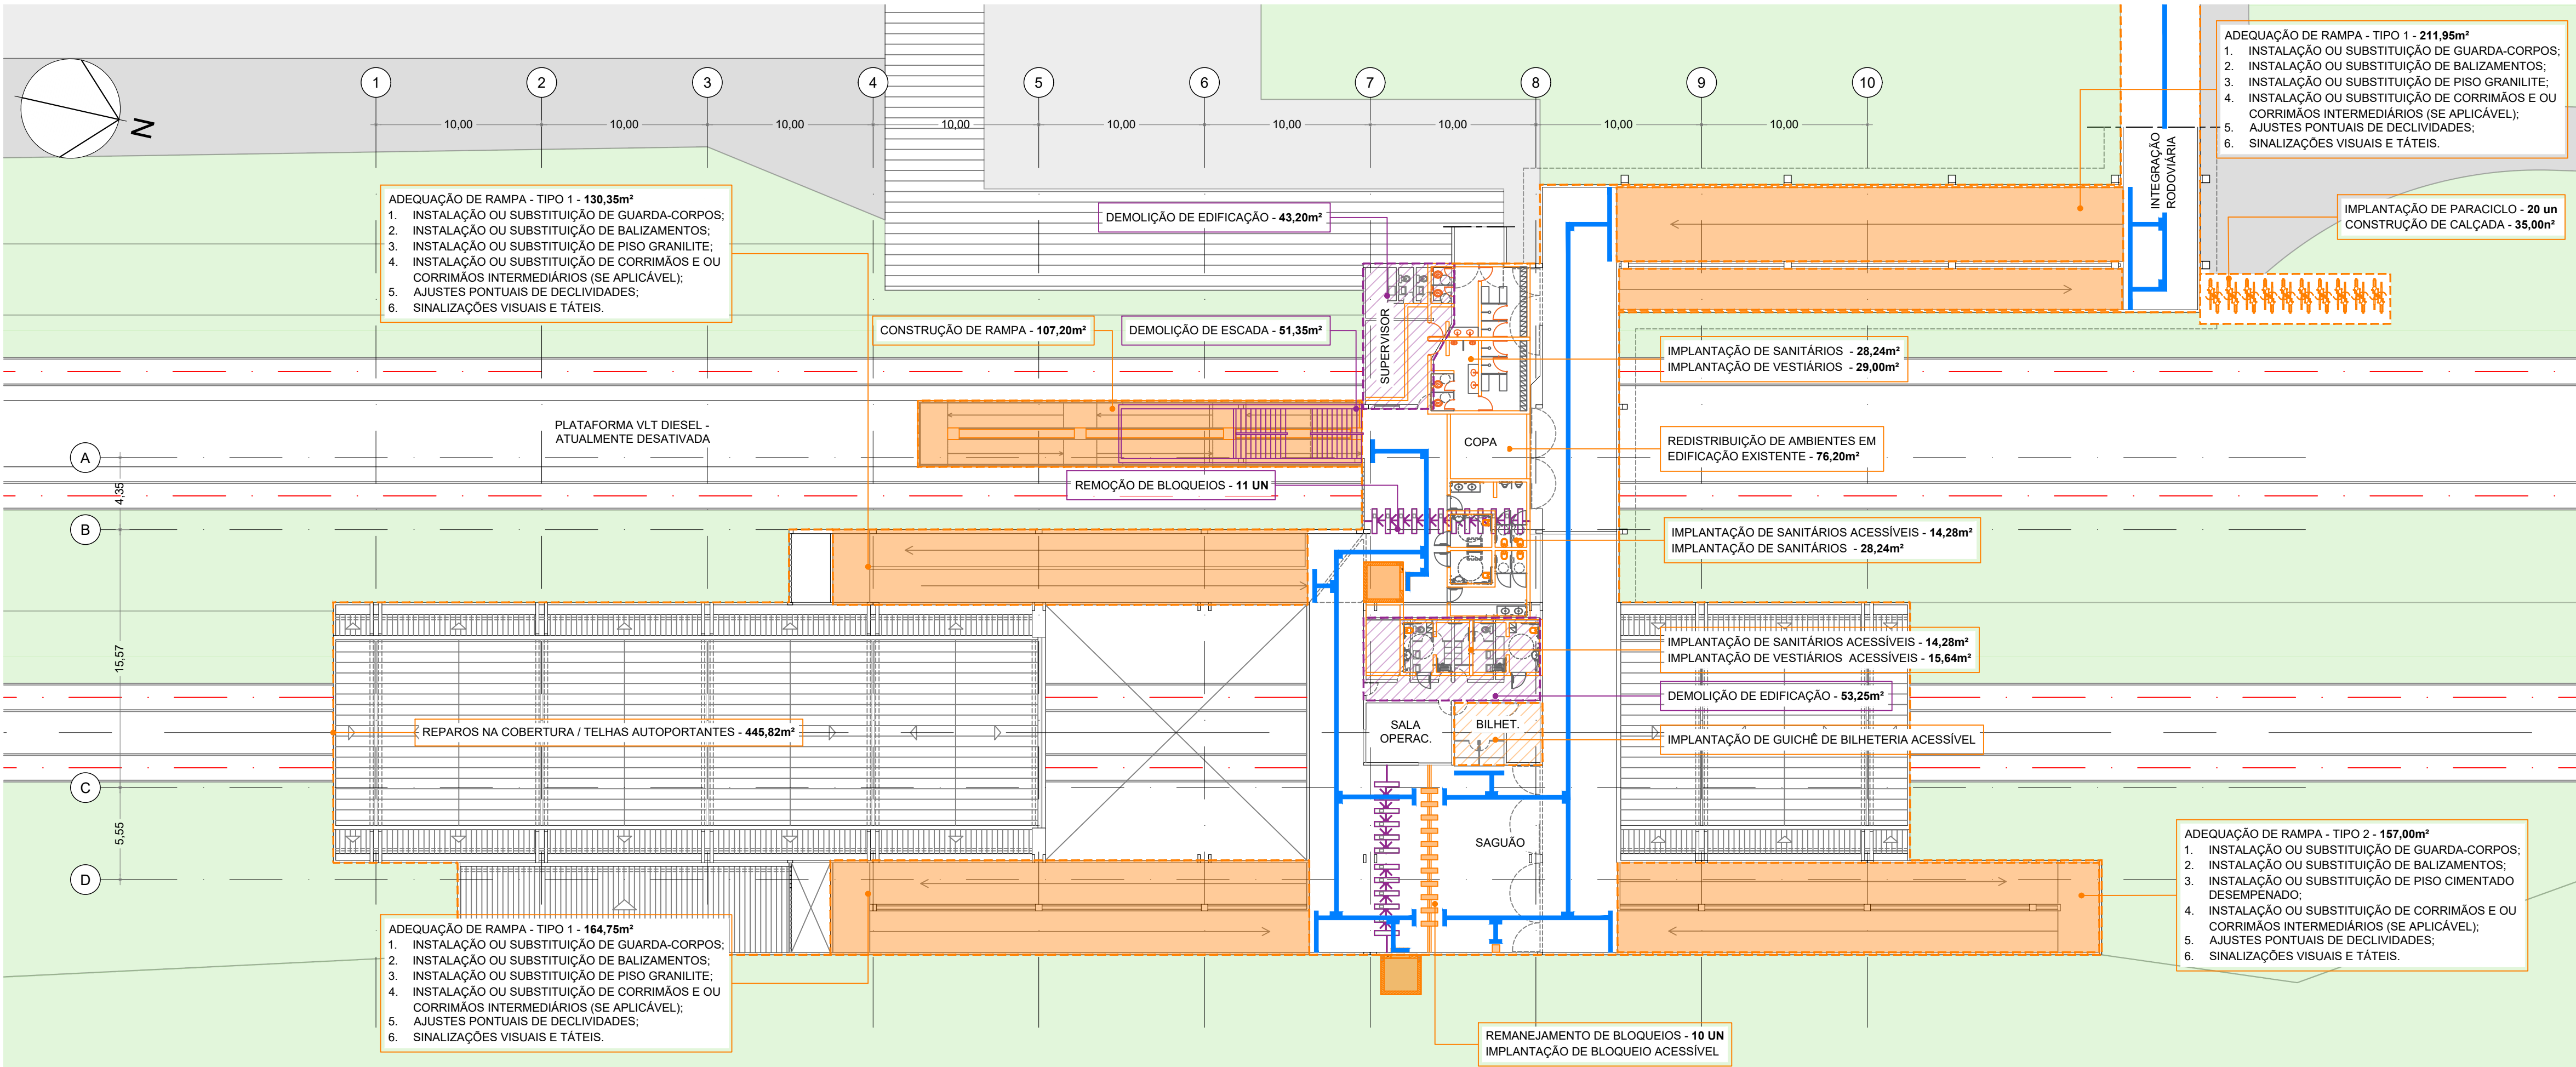 ADEQUAÇÃO DE RAMPA - TIPO 1 - 211,95m²
1. INSTALAÇÃO OU SUBSTITUIÇÃO DE GUARDA-CORPOS;
2. INSTALAÇÃO OU SUBSTITUIÇÃO DE BALIZAMENTOS;
3. INSTALAÇÃO OU SUBSTITUIÇÃO DE PISO GRANILITE;
4. INSTALAÇÃO OU SUBSTITUIÇÃO DE CORRIMÃOS E OU
CORRIMÃOS INTERMEDIÁRIOS (SE APLICÁVEL);
5. AJUSTES PONTUAIS DE DECLIVIDADES;
6. SINALIZAÇÕES VISUAIS E TÁTEIS.
N
1 2 3 4 5 6 7 8 9 10
10,00 10,00 10,00 10,00 10,00 10,00 10,00 10,00 10,00
INTEGRAÇÃO
RODOVIÁRIA
ADEQUAÇÃO DE RAMPA - TIPO 1 - 130,35m²
1. INSTALAÇÃO OU SUBSTITUIÇÃO DE GUARDA-CORPOS;
2. INSTALAÇÃO OU SUBSTITUIÇÃO DE BALIZAMENTOS;
3. INSTALAÇÃO OU SUBSTITUIÇÃO DE PISO GRANILITE;
4. INSTALAÇÃO OU SUBSTITUIÇÃO DE CORRIMÃOS E OU
CORRIMÃOS INTERMEDIÁRIOS (SE APLICÁVEL);
5. AJUSTES PONTUAIS DE DECLIVIDADES;
6. SINALIZAÇÕES VISUAIS E TÁTEIS.
DEMOLIÇÃO DE EDIFICAÇÃO - 43,20m²
IMPLANTAÇÃO DE PARACICLO - 20 un
CONSTRUÇÃO DE CALÇADA - 35,00m²
CONSTRUÇÃO DE RAMPA - 107,20m²
DEMOLIÇÃO DE ESCADA - 51,35m²
SUPERVISOR
IMPLANTAÇÃO DE SANITÁRIOS - 28,24m²
IMPLANTAÇÃO DE VESTIÁRIOS - 29,00m²
PLATAFORMA VLT DIESEL -
ATUALMENTE DESATIVADA
COPA
REDISTRIBUIÇÃO DE AMBIENTES EM
EDIFICAÇÃO EXISTENTE - 76,20m²
A
4,35
REMOÇÃO DE BLOQUEIOS - 11 UN
B
IMPLANTAÇÃO DE SANITÁRIOS ACESSÍVEIS - 14,28m²
IMPLANTAÇÃO DE SANITÁRIOS - 28,24m²
15,57
IMPLANTAÇÃO DE SANITÁRIOS ACESSÍVEIS - 14,28m²
IMPLANTAÇÃO DE VESTIÁRIOS ACESSÍVEIS - 15,64m²
DEMOLIÇÃO DE EDIFICAÇÃO - 53,25m²
REPAROS NA COBERTURA / TELHAS AUTOPORTANTES - 445,82m²
SALA
OPERAC.
BILHET.
IMPLANTAÇÃO DE GUICHÊ DE BILHETERIA ACESSÍVEL
C
5,55
SAGUÃO
D
ADEQUAÇÃO DE RAMPA - TIPO 2 - 157,00m²
1. INSTALAÇÃO OU SUBSTITUIÇÃO DE GUARDA-CORPOS;
2. INSTALAÇÃO OU SUBSTITUIÇÃO DE BALIZAMENTOS;
3. INSTALAÇÃO OU SUBSTITUIÇÃO DE PISO CIMENTADO
DESEMPENADO;
4. INSTALAÇÃO OU SUBSTITUIÇÃO DE CORRIMÃOS E OU
CORRIMÃOS INTERMEDIÁRIOS (SE APLICÁVEL);
5. AJUSTES PONTUAIS DE DECLIVIDADES;
6. SINALIZAÇÕES VISUAIS E TÁTEIS.
ADEQUAÇÃO DE RAMPA - TIPO 1 - 164,75m²
1. INSTALAÇÃO OU SUBSTITUIÇÃO DE GUARDA-CORPOS;
2. INSTALAÇÃO OU SUBSTITUIÇÃO DE BALIZAMENTOS;
3. INSTALAÇÃO OU SUBSTITUIÇÃO DE PISO GRANILITE;
4. INSTALAÇÃO OU SUBSTITUIÇÃO DE CORRIMÃOS E OU
CORRIMÃOS INTERMEDIÁRIOS (SE APLICÁVEL);
5. AJUSTES PONTUAIS DE DECLIVIDADES;
6. SINALIZAÇÕES VISUAIS E TÁTEIS.
REMANEJAMENTO DE BLOQUEIOS - 10 UN
IMPLANTAÇÃO DE BLOQUEIO ACESSÍVEL